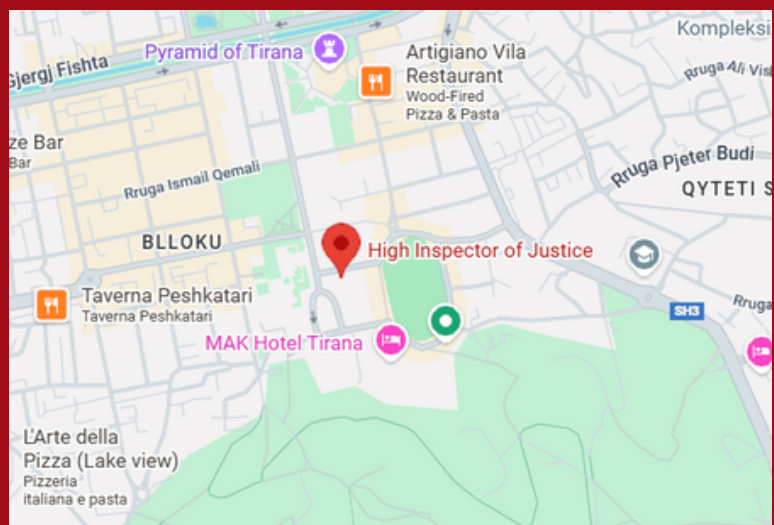 Kompleksi
Pyramid of Tirana
Artigiano Vila
Restaurant
Wood-Fired
Pizza & Pasta
Gjergj Fishta
Rruga Ali Vish
ze Bar
Bar
Rruga Ismail Qemali
Rruga Pjeter Budi
QYTETI S
BLLOKU
High Inspector of Justice
Taverna Peshkatari
Taverna Peshkatari
SH3
Rruga
MAK Hotel Tirana
L'Arte della
Pizza (Lake view)
Pizzeria
italiana e pasta